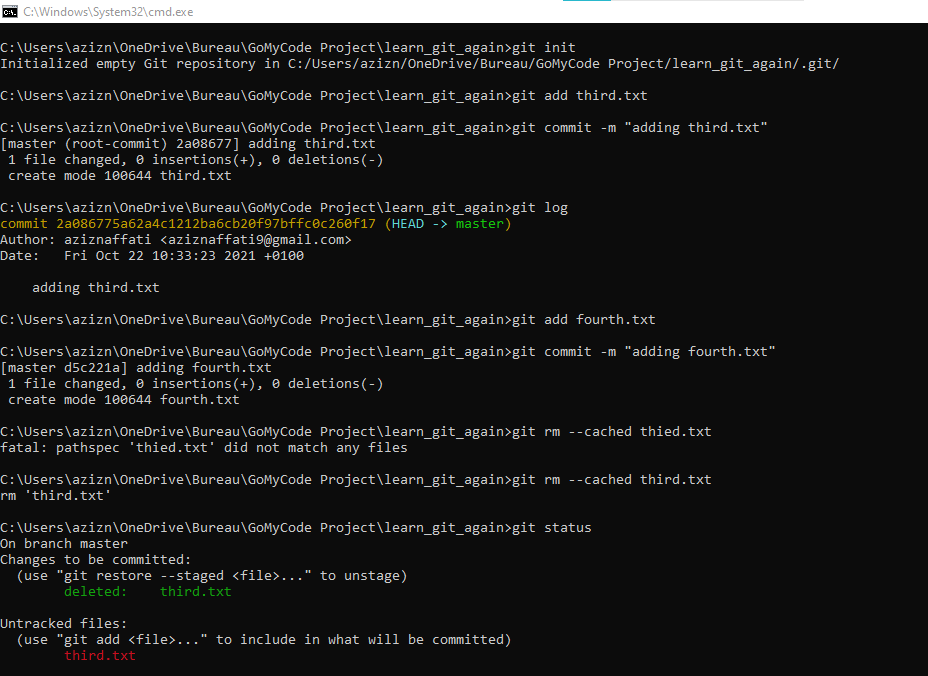 C:\Windows\System32\cmd.exe
C:\Users\azizn\OneDrive\Bureau\GoMyCode Project\learn_git_again>git init
Initialized empty Git repository in C:/Users/azizn/OneDrive/Bureau/GoMyCode Project/learn_git_again/.git/
C:\Users\azizn\OneDrive\Bureau\GoMyCode Project\learn_git_again>git add third.txt
C:\Users\azizn\OneDrive\Bureau\GoMyCode Project\learn_git_again>git commit -m "adding third.txt"
[master (root-commit) 2a08677] adding third.txt
 1 file changed, 0 insertions(+), 0 deletions(-)
 create mode 100644 third.txt
C:\Users\azizn\OneDrive\Bureau\GoMyCode Project\learn_git_again>git log
commit 2a086775a62a4c1212ba6cb20f97bffc0c260f17 (HEAD -> master)
Author: aziznaffati <aziznaffati9@gmail.com>
Date:   Fri Oct 22 10:33:23 2021 +0100
    adding third.txt
C:\Users\azizn\OneDrive\Bureau\GoMyCode Project\learn_git_again>git add fourth.txt
C:\Users\azizn\OneDrive\Bureau\GoMyCode Project\learn_git_again>git commit -m "adding fourth.txt"
[master d5c221a] adding fourth.txt
 1 file changed, 0 insertions(+), 0 deletions(-)
 create mode 100644 fourth.txt
C:\Users\azizn\OneDrive\Bureau\GoMyCode Project\learn_git_again>git rm --cached thied.txt
fatal: pathspec 'thied.txt' did not match any files
C:\Users\azizn\OneDrive\Bureau\GoMyCode Project\learn_git_again>git rm --cached third.txt
rm 'third.txt'
C:\Users\azizn\OneDrive\Bureau\GoMyCode Project\learn_git_again>git status
On branch master
Changes to be committed:
  (use "git restore --staged <file>..." to unstage)
        deleted:    third.txt
Untracked files:
  (use "git add <file>..." to include in what will be committed)
        third.txt